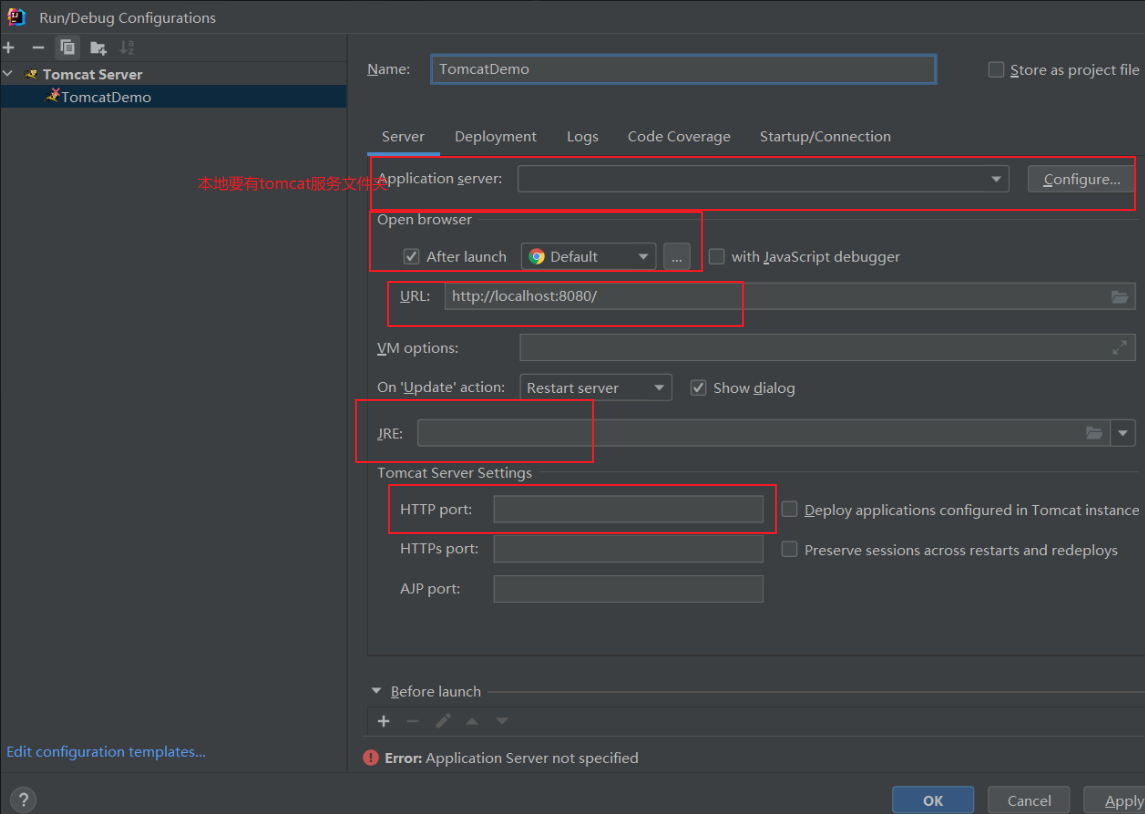 Run/Debug Configurations
Tomcat Server
TomcatDemo
Name: TomcatDemo
Store as project file
Server Deployment Logs Code Coverage Startup/Connection
本地要有tomcat服务文件夹
Application server: Configure...
Open browser
After launch Default ... with JavaScript debugger
URL: http://localhost:8080/
VM options:
On 'Update' action: Restart server Show dialog
JRE:
Tomcat Server Settings
HTTP port: Deploy applications configured in Tomcat instance
HTTPs port: Preserve sessions across restarts and redeploys
AJP port:
Before launch
Edit configuration templates...
Error: Application Server not specified
? OK Cancel Apply